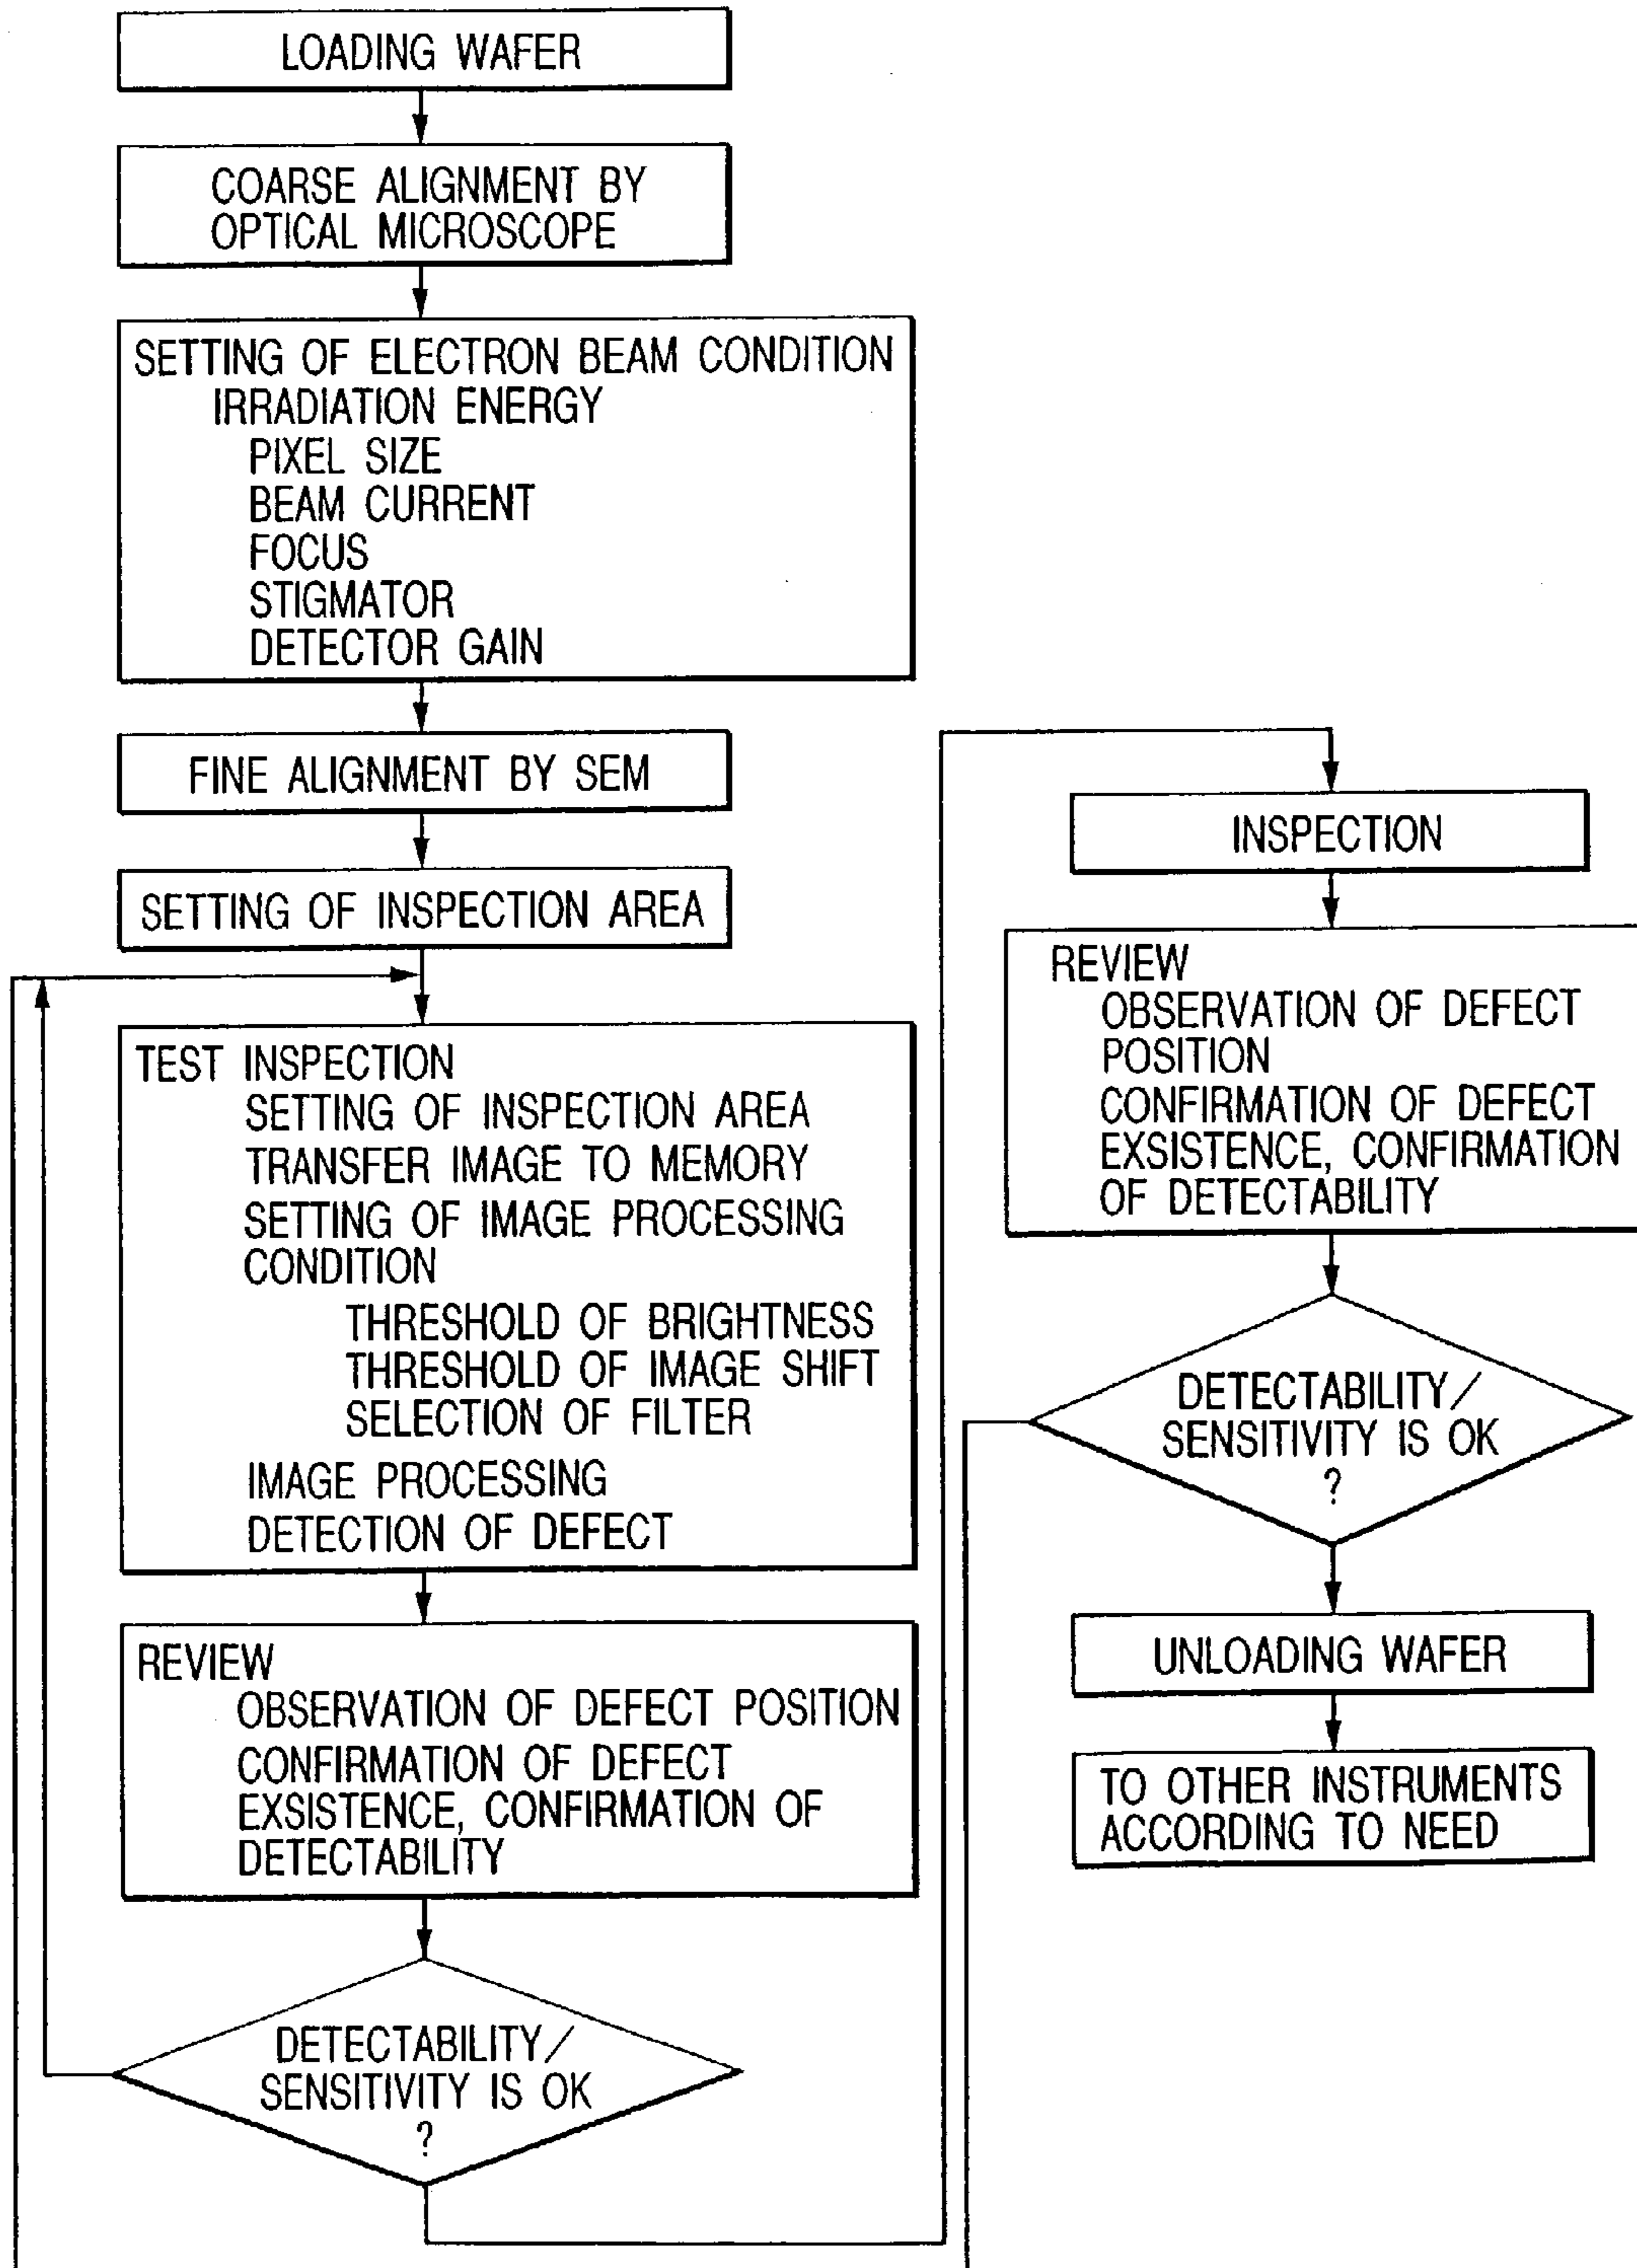 LOADING WAFER
COARSE ALIGNMENT BY
OPTICAL MICROSCOPE
SETTING OF ELECTRON BEAM CONDITION
IRRADIATION ENERGY
PIXEL SIZE
BEAM CURRENT
FOCUS
STIGMATOR
DETECTOR GAIN
FINE ALIGNMENT BY SEM
SETTING OF INSPECTION AREA
TEST INSPECTION
SETTING OF INSPECTION AREA
TRANSFER IMAGE TO MEMORY
SETTING OF IMAGE PROCESSING
CONDITION
THRESHOLD OF BRIGHTNESS
THRESHOLD OF IMAGE SHIFT
SELECTION OF FILTER
IMAGE PROCESSING
DETECTION OF DEFECT
REVIEW
OBSERVATION OF DEFECT POSITION
CONFIRMATION OF DEFECT
EXSISTENCE, CONFIRMATION OF
DETECTABILITY
DETECTABILITY/
SENSITIVITY IS OK
?
INSPECTION
REVIEW
OBSERVATION OF DEFECT
POSITION
CONFIRMATION OF DEFECT
EXSISTENCE, CONFIRMATION
OF DETECTABILITY
DETECTABILITY/
SENSITIVITY IS OK
?
UNLOADING WAFER
TO OTHER INSTRUMENTS
ACCORDING TO NEED